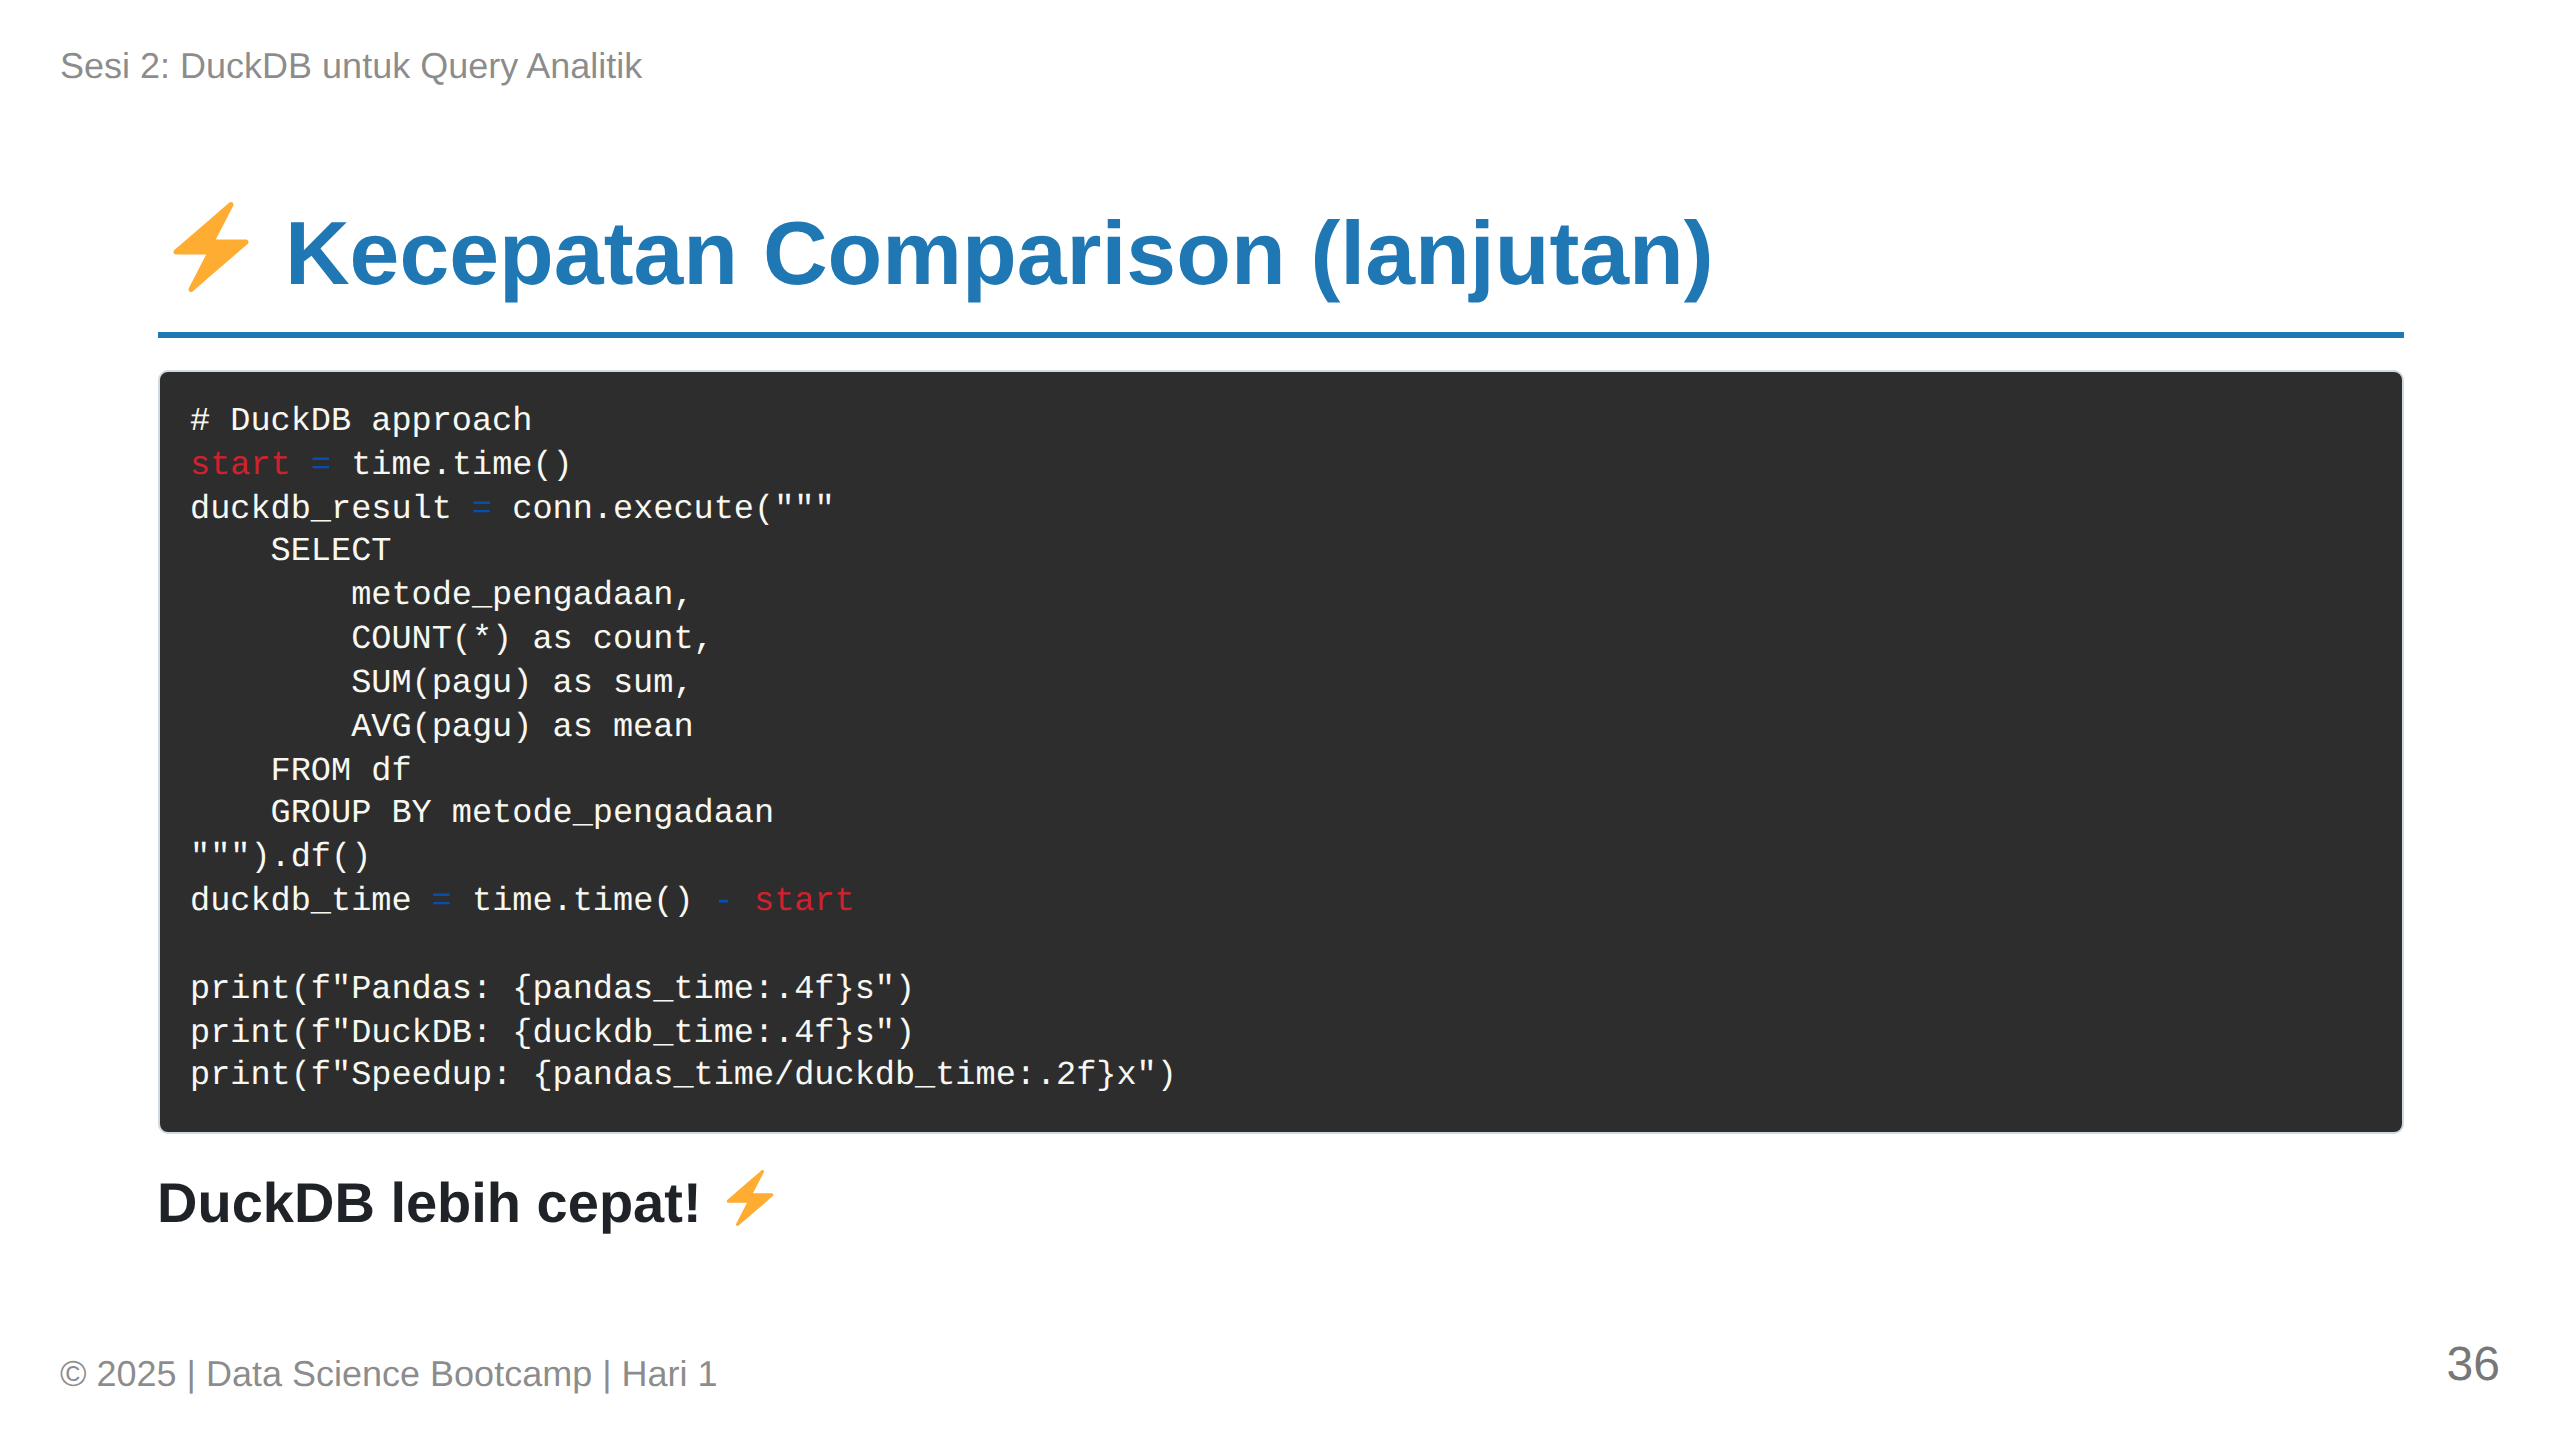 Sesi 2: DuckDB untuk Query Analitik
⚡ Kecepatan Comparison (lanjutan)
# DuckDB approach
start = time.time()
duckdb_result = conn.execute("""
    SELECT
        metode_pengadaan,
        COUNT(*) as count,
        SUM(pagu) as sum,
        AVG(pagu) as mean
    FROM df
    GROUP BY metode_pengadaan
""").df()
duckdb_time = time.time() - start

print(f"Pandas: {pandas_time:.4f}s")
print(f"DuckDB: {duckdb_time:.4f}s")
print(f"Speedup: {pandas_time/duckdb_time:.2f}x")
DuckDB lebih cepat! ⚡
© 2025 | Data Science Bootcamp | Hari 1
36